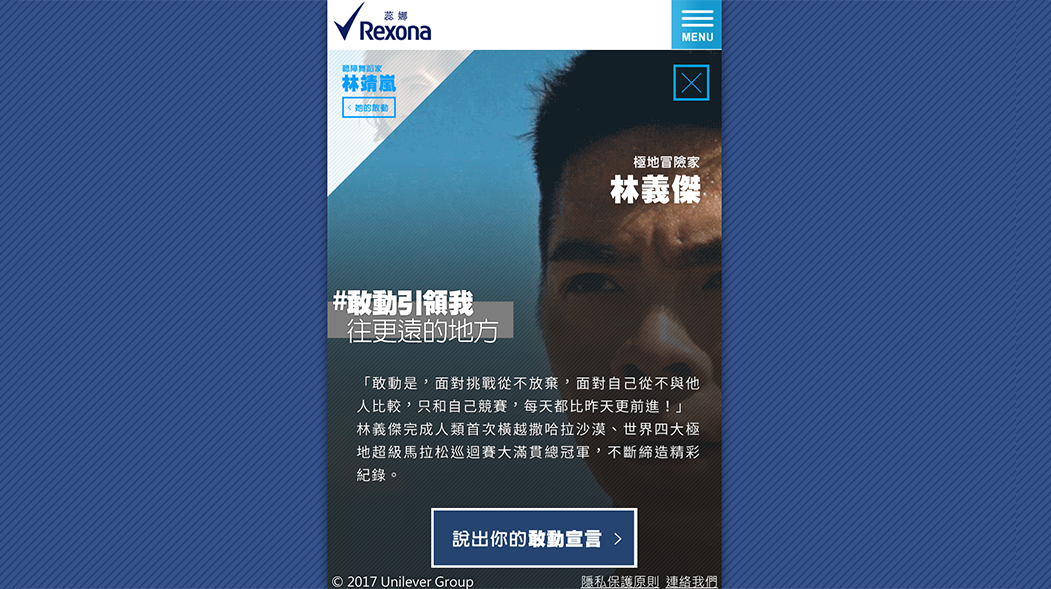 蕊娜
Rexona
MENU
聽障舞蹈家
林靖嵐
< 她的敢動
極地冒險家
林義傑
#敢動引領我
往更遠的地方
「敢動是，面對挑戰從不放棄，面對自己從不與他
人比較，只和自己競賽，每天都比昨天更前進！」
林義傑完成人類首次橫越撒哈拉沙漠、世界四大極
地超級馬拉松巡迴賽大滿貫總冠軍，不斷締造精彩
紀錄。
說出你的敢動宣言 >
© 2017 Unilever Group
隱私保護原則 連絡我們